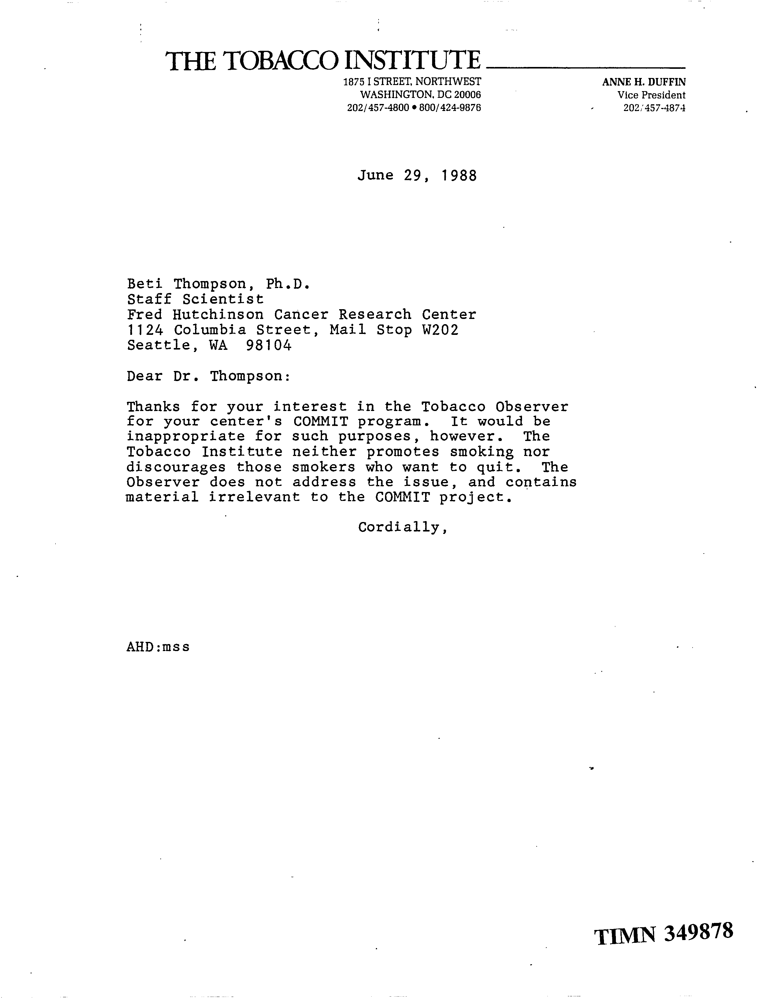 THE TOBACCO INSTITUTE
1875 I STREET, NORTHWEST
WASHINGTON, DC 20006
202/457-4800 • 800/424-9876
ANNE H. DUFFIN
Vice President
202/457-4874
June 29, 1988
Beti Thompson, Ph.D.
Staff Scientist
Fred Hutchinson Cancer Research Center
1124 Columbia Street, Mail Stop W202
Seattle, WA  98104
Dear Dr. Thompson:
Thanks for your interest in the Tobacco Observer
for your center's COMMIT program.  It would be
inappropriate for such purposes, however.  The
Tobacco Institute neither promotes smoking nor
discourages those smokers who want to quit.  The
Observer does not address the issue, and contains
material irrelevant to the COMMIT project.
Cordially,
AHD:mss
TIMN 349878